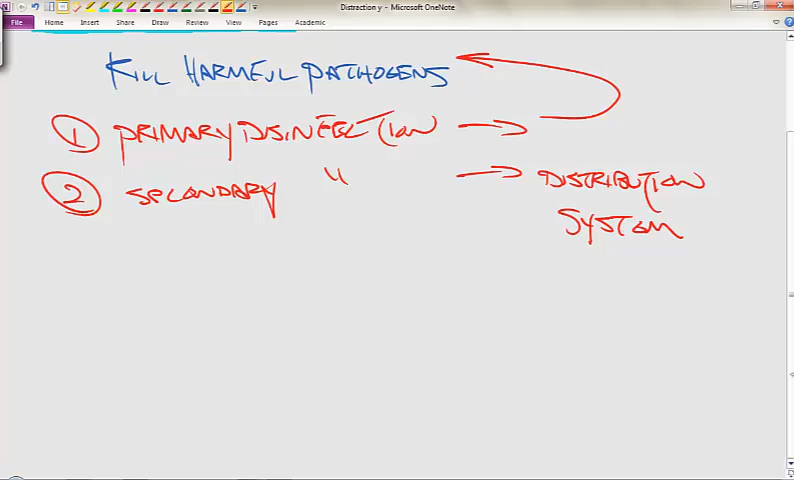 Distraction y - Microsoft OneNote
File Home Insert Share Draw Review View Pages Academic
KILL HARMFUL PATHOGENS
1 PRIMARY DISINFECTION →
2 SECONDARY " → DISTRIBUTION
SYSTEM